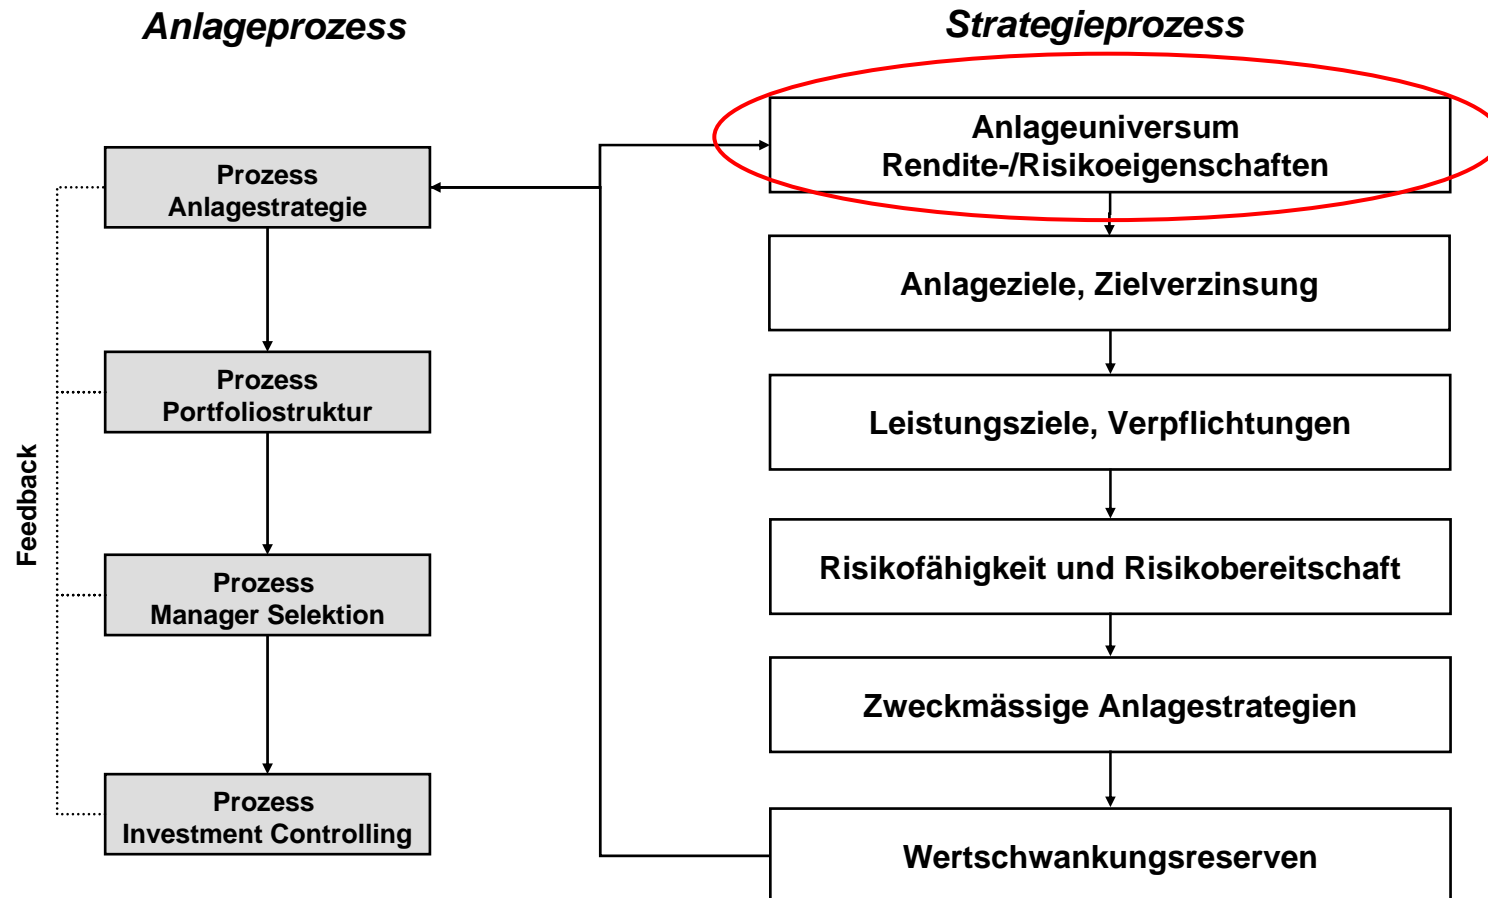 Anlageprozess
Prozess
Anlagestrategie
Prozess
Portfoliostruktur
Prozess
Manager Selektion
Prozess
Investment Controlling
Feedback
Strategieprozess
Anlageuniversum
Rendite-/Risikoeigenschaften
Anlageziele, Zielverzinsung
Leistungsziele, Verpflichtungen
Risikofähigkeit und Risikobereitschaft
Zweckmässige Anlagestrategien
Wertschwankungsreserven